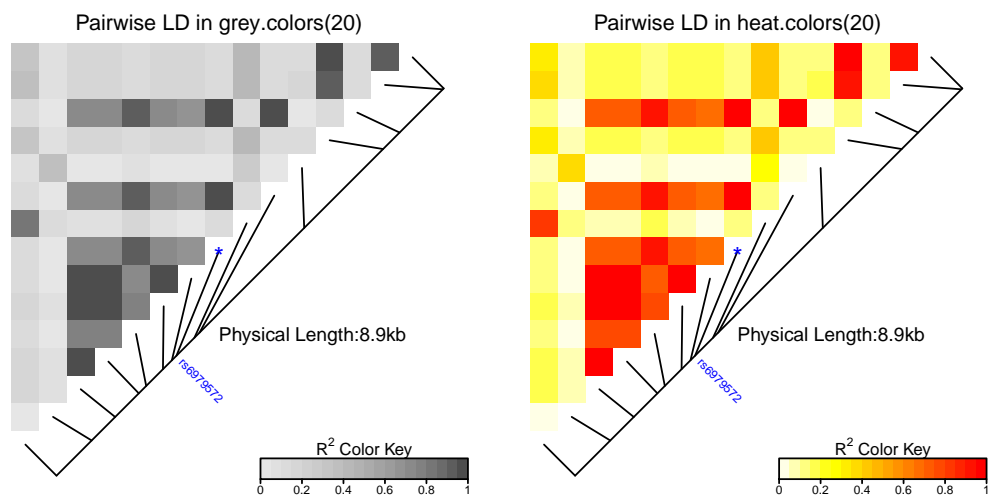 Pairwise LD in grey.colors(20)
Pairwise LD in heat.colors(20)
*
*
Physical Length:8.9kb
Physical Length:8.9kb
rs6979572
rs6979572
R² Color Key
R² Color Key
0 0.2 0.4 0.6 0.8 1
0 0.2 0.4 0.6 0.8 1